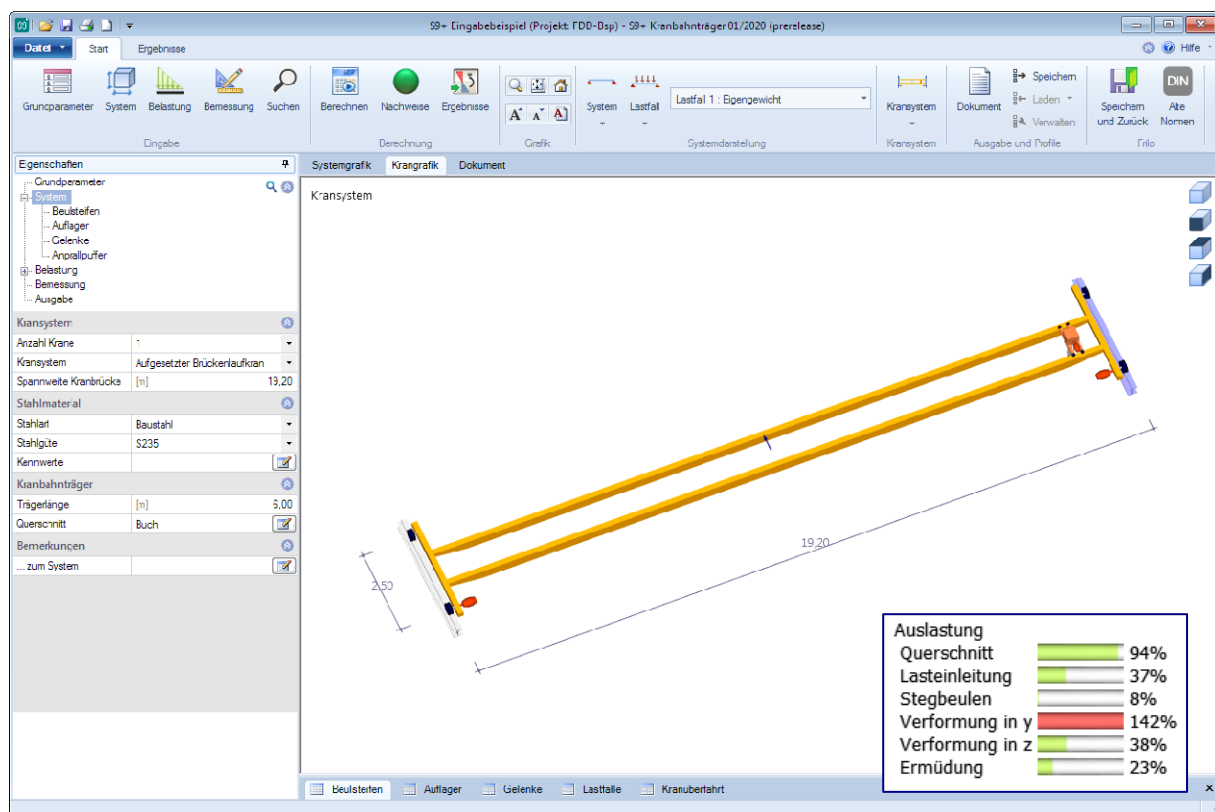 S9+ Eingabebeispiel (Projekt: FDD-Bsp) - S9+ Kranbahnträger 01/2020 (prerelease)
Datei Start Ergebnisse Hilfe
Grundparameter System Belastung Bemessung Suchen Berechnen Nachweise Ergebnisse System Lastfall Lastfall 1 : Eigengewicht Kransystem Dokument Speichern Laden Verwalten Speichern und Zurück DIN Alte Normen
Eingabe Berechnung Grafik Systemdarstellung Kransystem Ausgabe und Profile Frilo
Eigenschaften
Systemgrafik Krangrafik Dokument
Grundparameter
System
Beulsteifen
Auflager
Gelenke
Anprallpuffer
Belastung
Bemessung
Ausgabe
Kransystem
Anzahl Krane 1
Kransystem Aufgesetzter Brückenlaufkran
Spannweite Kranbrücke [m] 19,20
Stahlmaterial
Stahlart Baustahl
Stahlgüte S235
Kennwerte
Kranbahnträger
Trägerlänge [m] 6,00
Querschnitt Buch
Bemerkungen
... zum System
Kransystem
19,20
2,50
Auslastung
Querschnitt 94%
Lasteinleitung 37%
Stegbeulen 8%
Verformung in y 142%
Verformung in z 38%
Ermüdung 23%
Beulsteifen Auflager Gelenke Lastfälle Kranüberfahrt